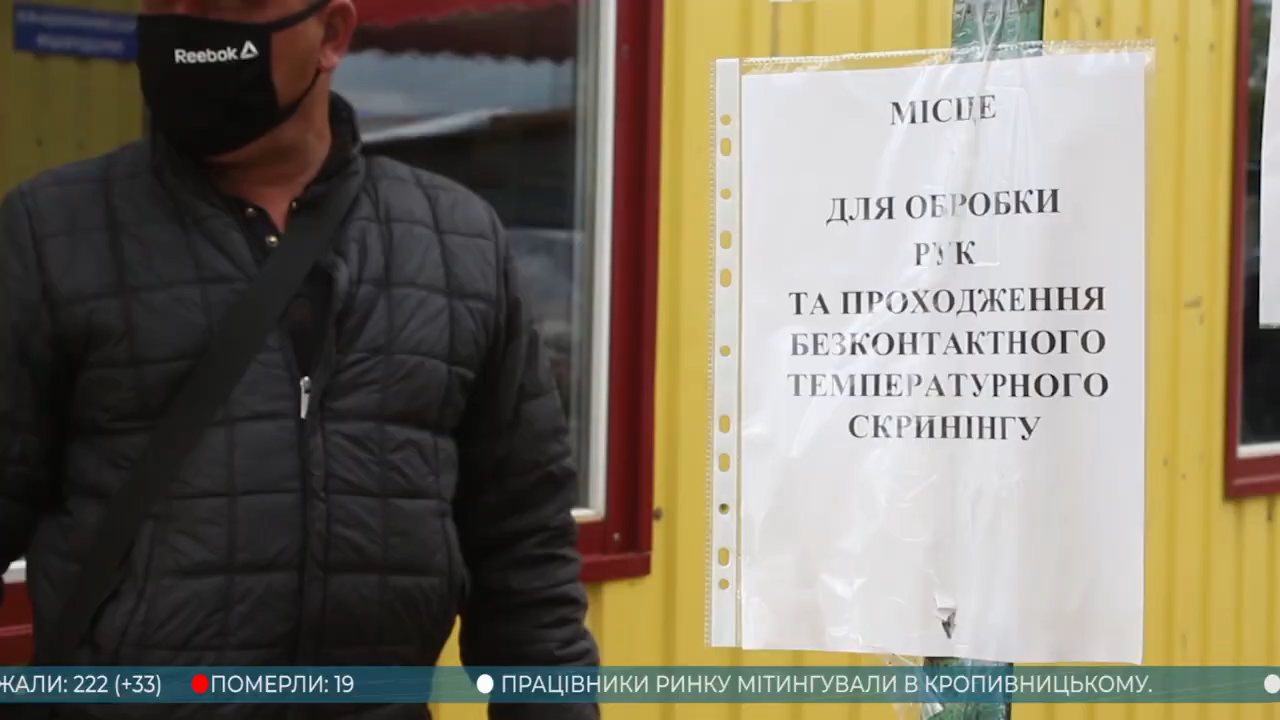 Reebok
МІСЦЕ
ДЛЯ ОБРОБКИ
РУК
ТА ПРОХОДЖЕННЯ
БЕЗКОНТАКТНОГО
ТЕМПЕРАТУРНОГО
СКРИНІНГУ
ЖАЛИ: 222 (+33) ПОМЕРЛИ: 19 ПРАЦІВНИКИ РИНКУ МІТИНГУВАЛИ В КРОПИВНИЦЬКОМУ.